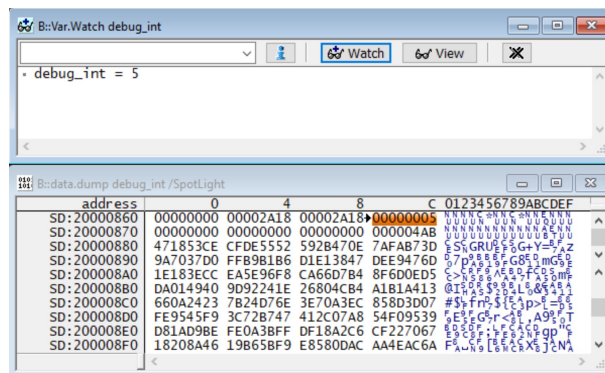 B::Var.Watch debug_int
Watch View
debug_int = 5
B::data.dump debug_int /SpotLight
address 0 4 8 C 0123456789ABCDEF
SD:20000860 00000000 00002A18 00002A18 00000005
SD:20000870 00000000 00000000 00000000 000004AB
SD:20000880 471853CE CFDE5552 592B470E 7AFAB73D
SD:20000890 9A7037D0 FFB9B1B6 D1E13847 DEE9476D
SD:200008A0 1E183ECC EA5E96F8 CA66D7B4 8F6D0ED5
SD:200008B0 DA014940 9D92241E 26804CB4 A1B1A413
SD:200008C0 660A2423 7B24D76E 3E70A3EC 858D3D07
SD:200008D0 FE9545F9 3C72B747 412C07A8 54F09539
SD:200008E0 D81AD9BE FE0A3BFF DF18A2C6 CF227067
SD:200008F0 18208A46 19B65BF9 E8580DAC AA4EAC6A